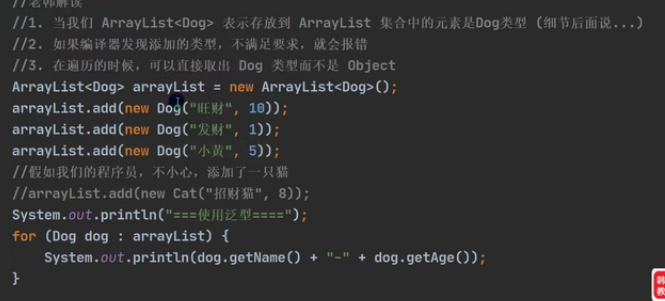 //老韩解读
//1. 当我们 ArrayList<Dog> 表示存放到 ArrayList 集合中的元素是Dog类型 (细节后面说...)
//2. 如果编译器发现添加的类型，不满足要求，就会报错
//3. 在遍历的时候，可以直接取出 Dog 类型而不是 Object
ArrayList<Dog> arrayList = new ArrayList<Dog>();
arrayList.add(new Dog("旺财", 10));
arrayList.add(new Dog("发财", 1));
arrayList.add(new Dog("小黄", 5));
//假如我们的程序员，不小心，添加了一只猫
//arrayList.add(new Cat("招财猫", 8));
System.out.println("===使用泛型====");
for (Dog dog : arrayList) {
    System.out.println(dog.getName() + "-" + dog.getAge());
}